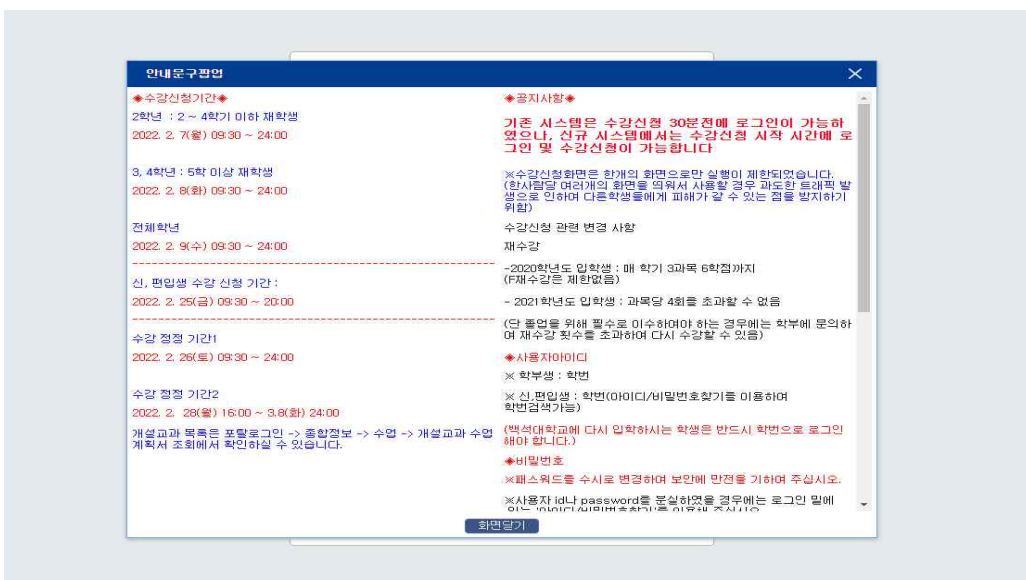 안내문구팝업
◈수강신청기간◈
2학년 : 2 ~ 4학기 이하 재학생
2022. 2. 7(월) 09:30 ~ 24:00
3, 4학년 : 5학 이상 재학생
2022. 2. 8(화) 09:30 ~ 24:00
전체학년
2022. 2. 9(수) 09:30 ~ 24:00
신, 편입생 수강 신청 기간 :
2022. 2. 25(금) 09:30 ~ 20:00
수강 정정 기간1
2022. 2. 26(토) 09:30 ~ 24:00
수강 정정 기간2
2022. 2. 28(월) 16:00 ~ 3.8(화) 24:00
개설교과 목록은 포탈로그인 -> 종합정보 -> 수업 -> 개설교과 수업
계획서 조회에서 확인하실 수 있습니다.
◈공지사항◈
기존 시스템은 수강신청 30분전에 로그인이 가능하
였으나, 신규 시스템에서는 수강신청 시작 시간에 로
그인 및 수강신청이 가능합니다
※수강신청화면은 한개의 화면으로만 실행이 제한되었습니다.
(한사람당 여러개의 화면을 띄워서 사용할 경우 과도한 트래픽 발
생으로 인하여 다른학생들에게 피해가 갈 수 있는 점을 방지하기
위함)
수강신청 관련 변경 사항
재수강
-2020학년도 입학생 : 매 학기 3과목 6학점까지
(F재수강은 제한없음)
- 2021학년도 입학생 : 과목당 4회를 초과할 수 없음
(단 졸업을 위해 필수로 이수하여야 하는 경우에는 학부에 문의하
여 재수강 횟수를 초과하여 다시 수강할 수 있음)
◈사용자아이디
※ 학부생 : 학번
※ 신,편입생 : 학번(아이디/비밀번호찾기를 이용하여
학번검색가능)
(백석대학교에 다시 입학하시는 학생은 반드시 학번으로 로그인
해야 합니다.)
◈비밀번호
※패스워드를 수시로 변경하여 보안에 만전을 기하여 주십시오.
※사용자 id나 password를 분실하였을 경우에는 로그인 밑에
있는 '아이디/비밀번호찾기'를 이용해 주십시오
화면닫기